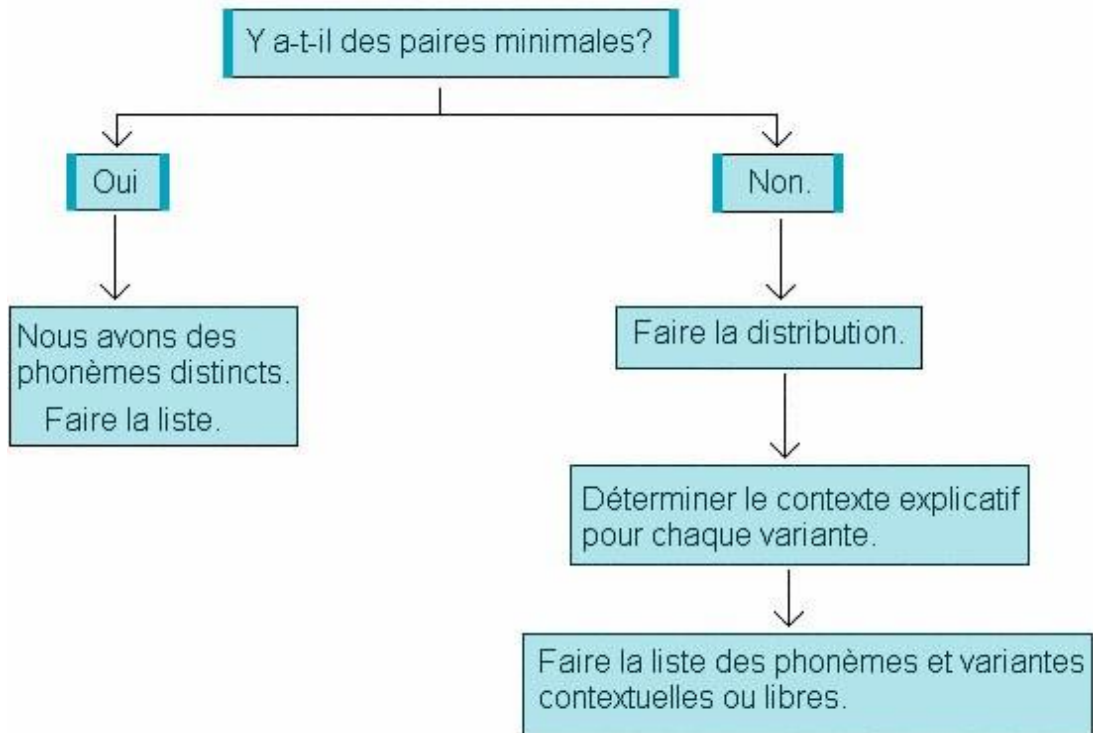 Y a-t-il des paires minimales?
Oui
Non.
Nous avons des
phonèmes distincts.
Faire la liste.
Faire la distribution.
Déterminer le contexte explicatif
pour chaque variante.
Faire la liste des phonèmes et variantes
contextuelles ou libres.